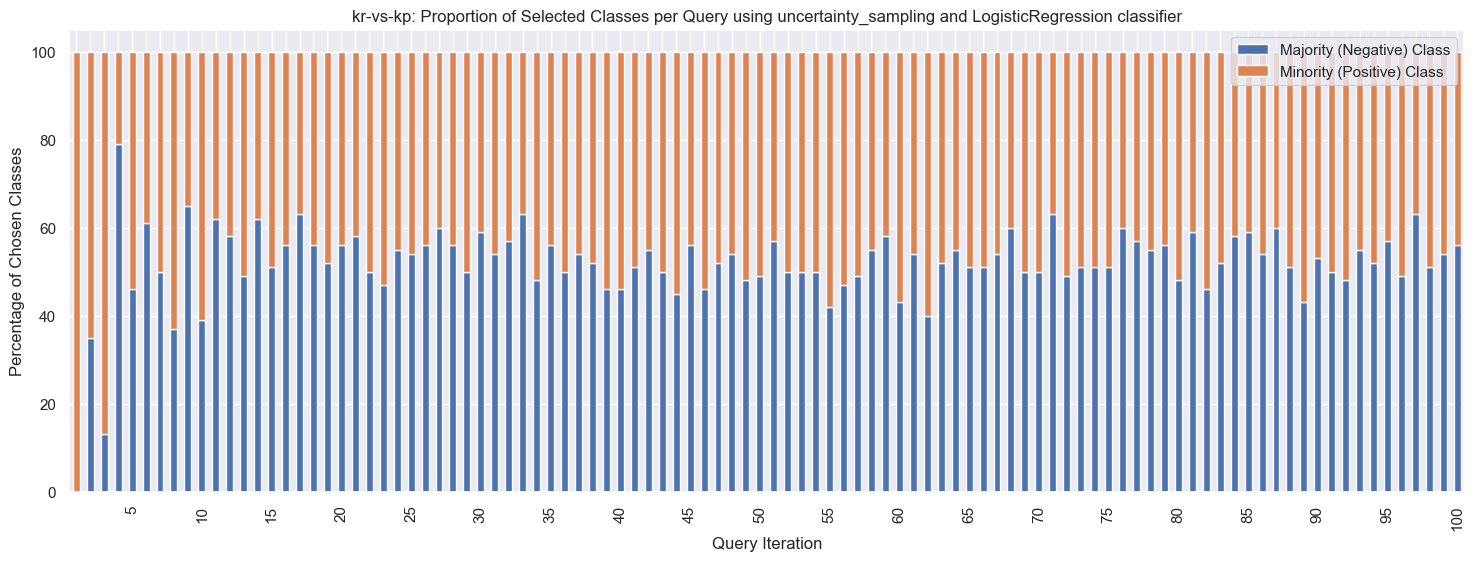 kr-vs-kp: Proportion of Selected Classes per Query using uncertainty_sampling and LogisticRegression classifier
Majority (Negative) Class
Minority (Positive) Class
Percentage of Chosen Classes
100
80
60
40
20
0
5 10 15 20 25 30 35 40 45 50 55 60 65 70 75 80 85 90 95 100
Query Iteration